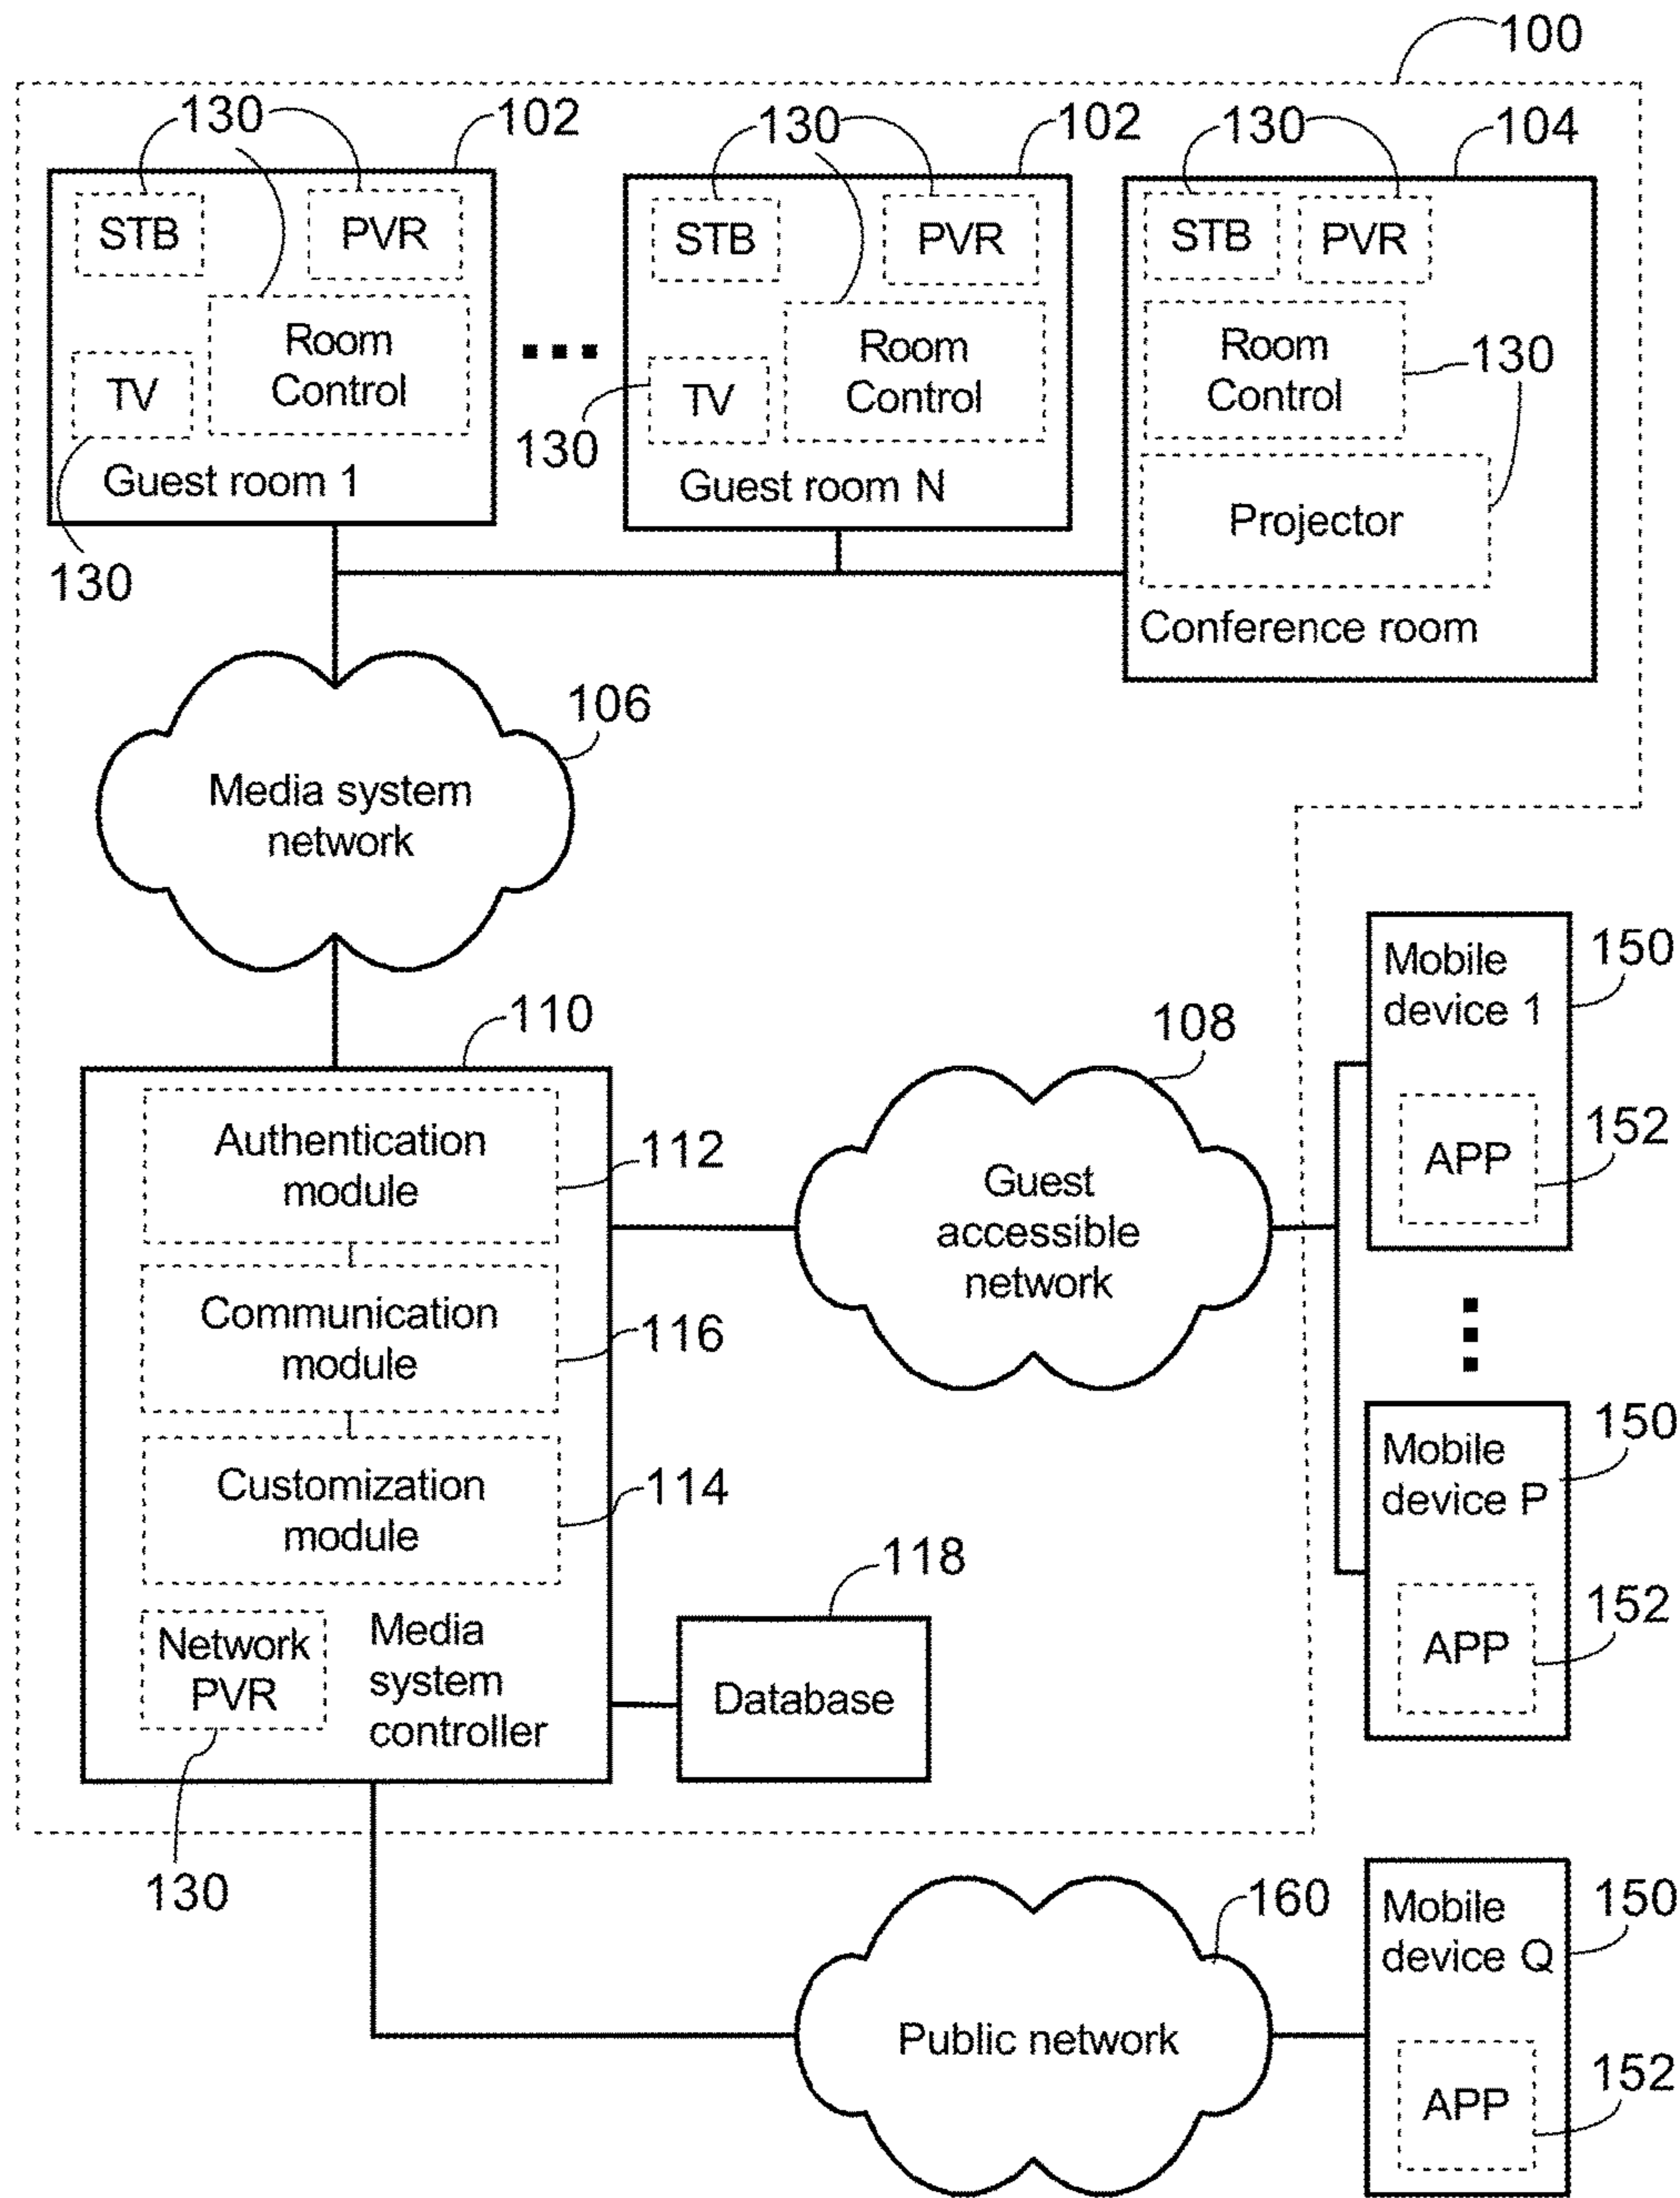 100
130
102
STB
PVR
Room
Control
TV
Guest room 1
130
130
102
STB
PVR
Room
Control
TV
130
Guest room N
130
104
STB
PVR
Room
Control
130
Projector
Conference room
106
Media system
network
110
Authentication
module
112
Communication
module
116
Customization
module
114
Network
PVR
130
Media
system
controller
118
Database
108
Guest
accessible
network
Mobile
device 1
150
APP
152
Mobile
device P
150
APP
152
160
Public network
Mobile
device Q
150
APP
152